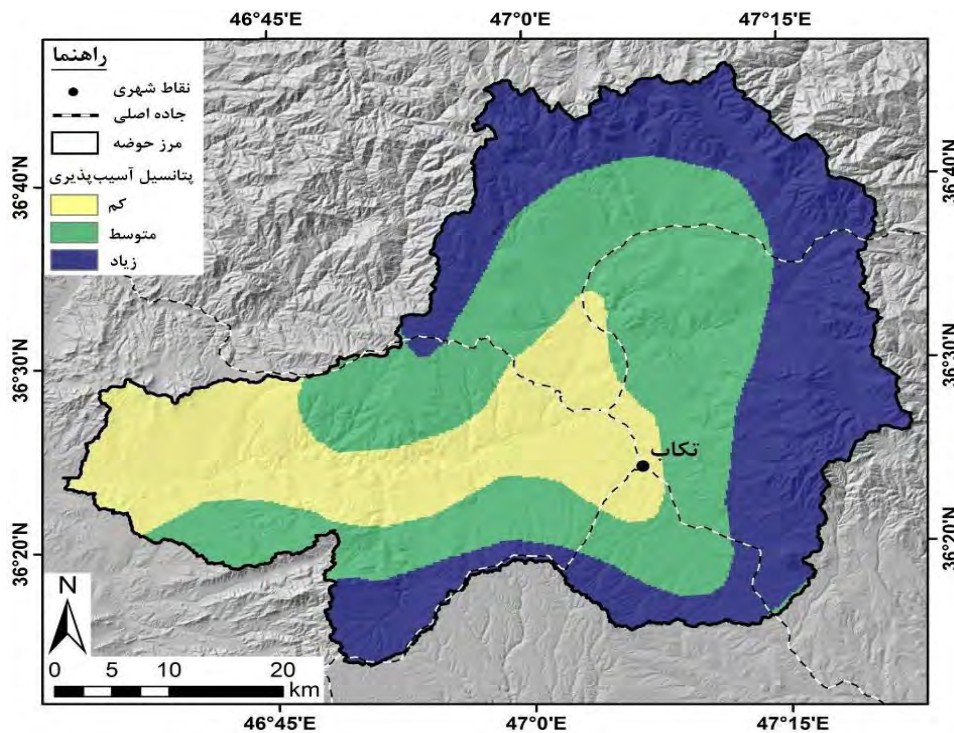 46°45'E 47°0'E 47°15'E
راهنما
نقاط شهری
جاده اصلی
مرز حوضه
پتانسیل آسیب‌پذیری
کم
متوسط
زیاد
36°40'N 36°40'N
36°30'N 36°30'N
تکاب
36°20'N 36°20'N
N
0 5 10 20
km
46°45'E 47°0'E 47°15'E